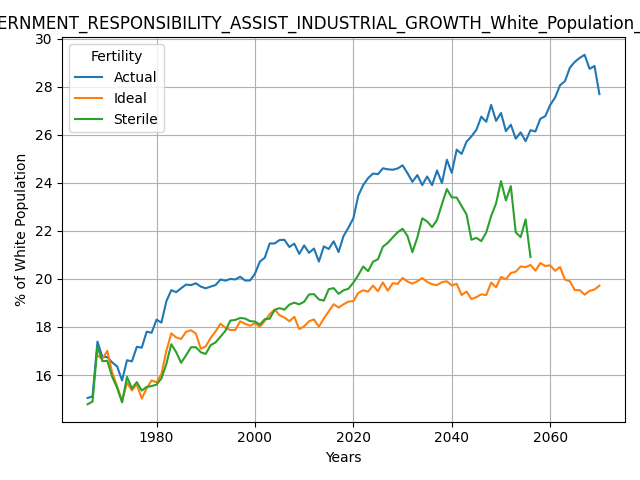 ERNMENT_RESPONSIBILITY_ASSIST_INDUSTRIAL_GROWTH_White_Population_
30
28
26
24
22
20
18
16
% of White Population
Fertility
Actual
Ideal
Sterile
1980 2000 2020 2040 2060
Years